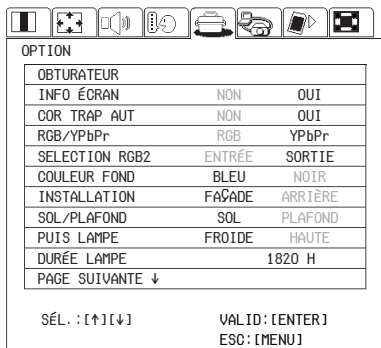 OPTION
OBTURATEUR
INFO ÉCRAN NON OUI
COR TRAP AUT NON OUI
RGB/YPbPr RGB YPbPr
SELECTION RGB2 ENTRÉE SORTIE
COULEUR FOND BLEU NOIR
INSTALLATION FAÇADE ARRIÈRE
SOL/PLAFOND SOL PLAFOND
PUIS LAMPE FROIDE HAUTE
DURÉE LAMPE 1820 H
PAGE SUIVANTE ↓
SÉL.:[↑][↓] VALID:[ENTER]
ESC:[MENU]